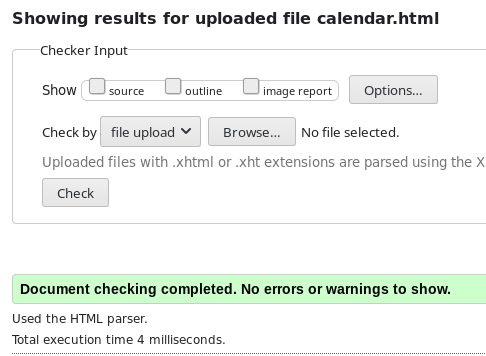 Showing results for uploaded file calendar.html
Checker Input
Show source outline image report Options...
Check by file upload Browse... No file selected.
Uploaded files with .xhtml or .xht extensions are parsed using the X
Check
Document checking completed. No errors or warnings to show.
Used the HTML parser.
Total execution time 4 milliseconds.